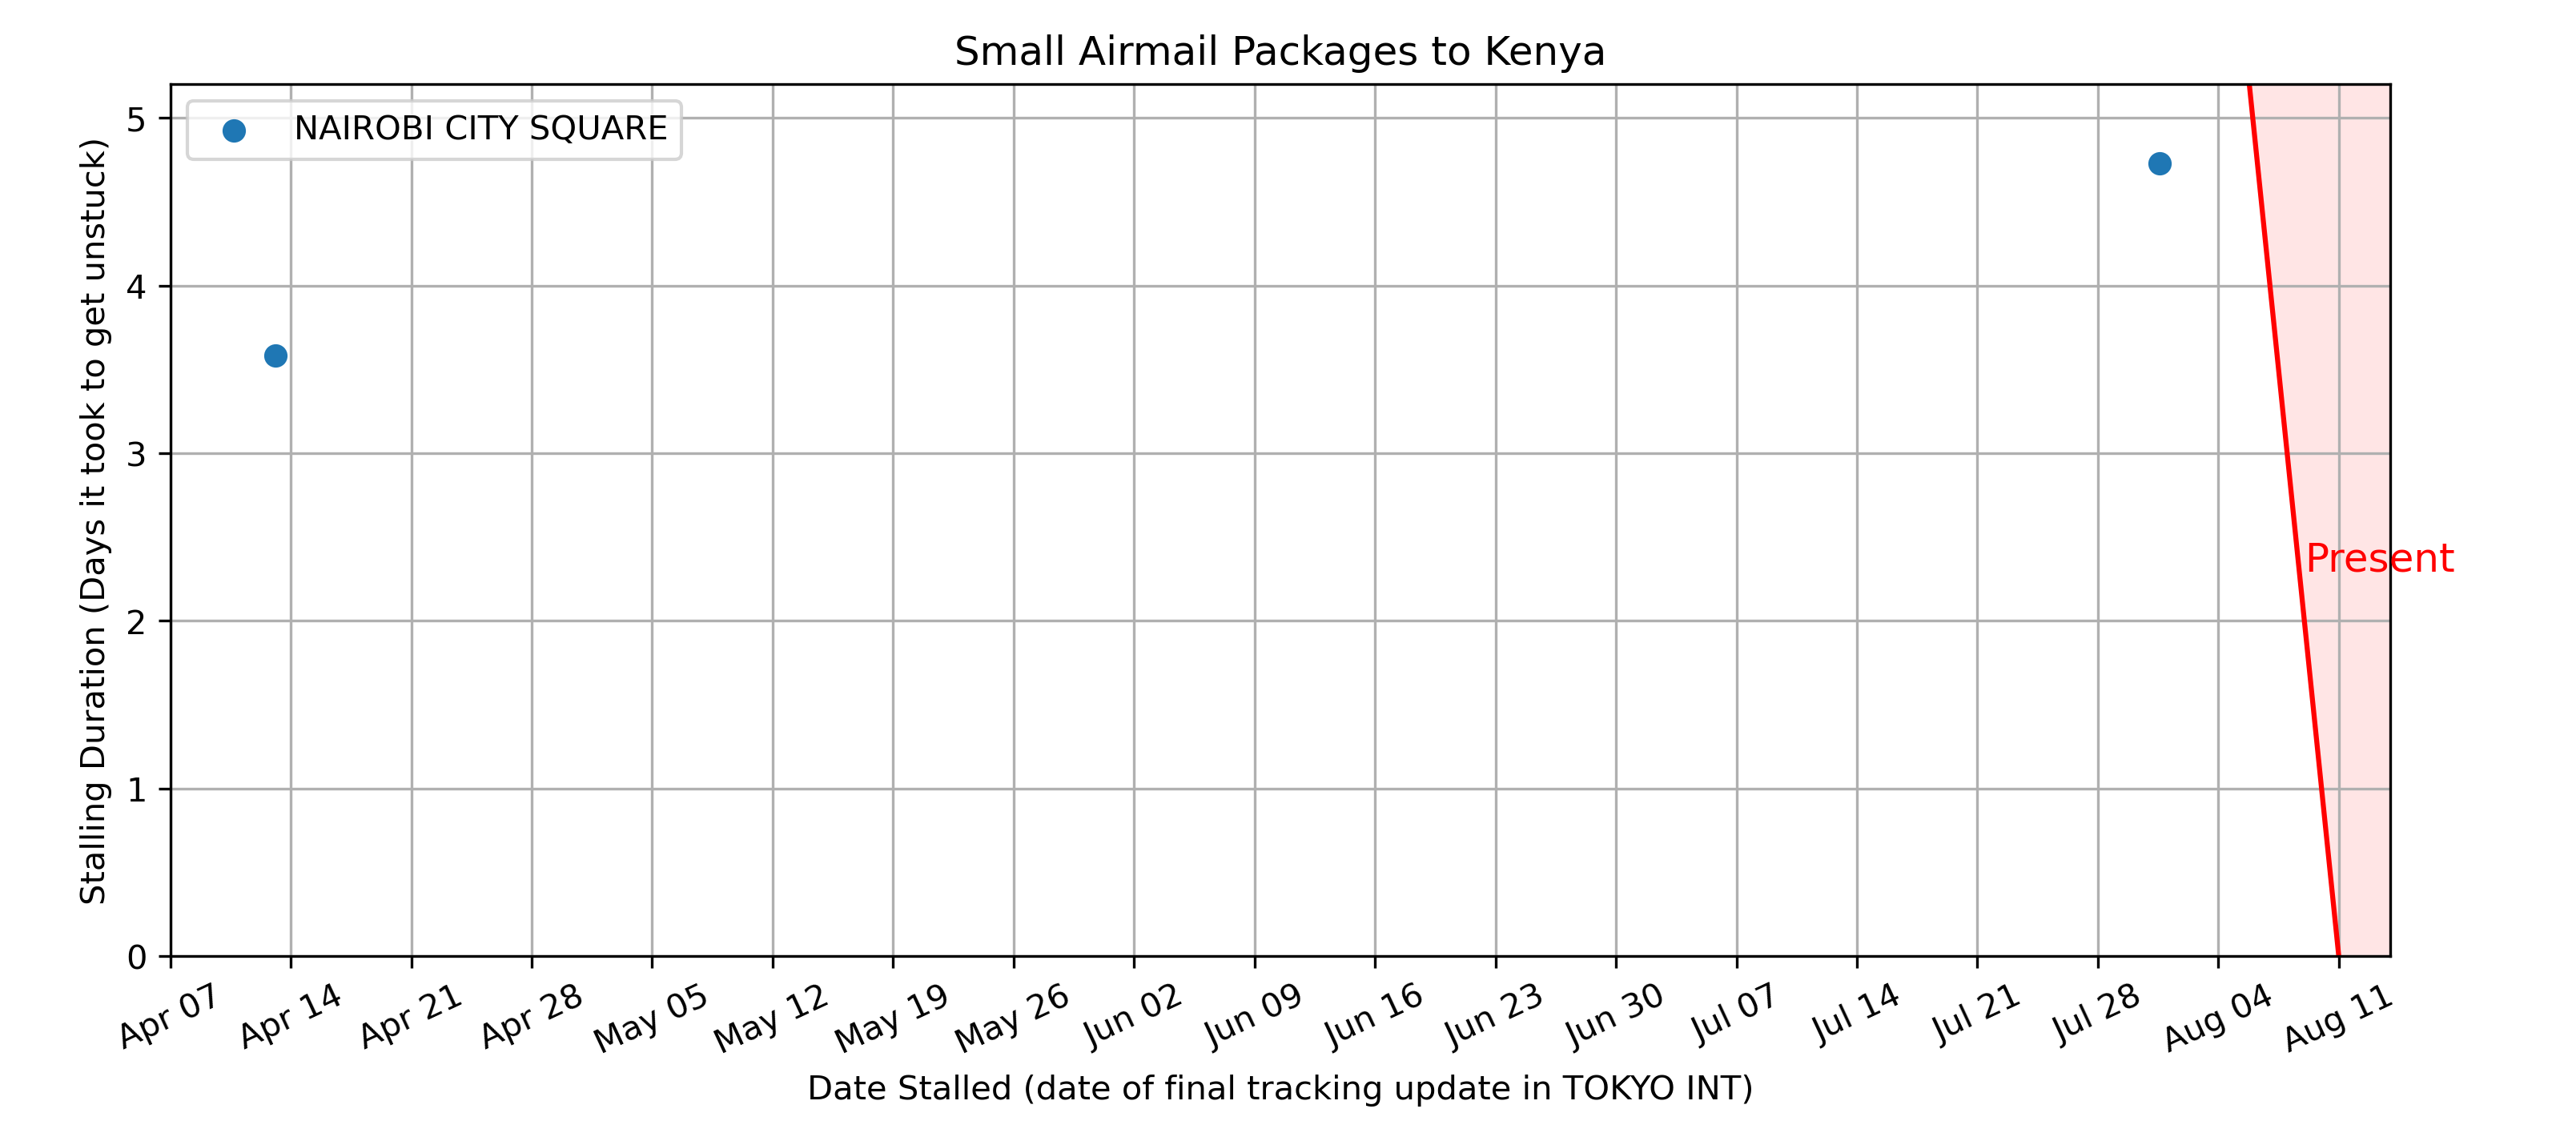 Small Airmail Packages to Kenya
NAIROBI CITY SQUARE
Stalling Duration (Days it took to get unstuck)
5
4
3
2
1
0
Present
Apr 07
Apr 14
Apr 21
Apr 28
May 05
May 12
May 19
May 26
Jun 02
Jun 09
Jun 16
Jun 23
Jun 30
Jul 07
Jul 14
Jul 21
Jul 28
Aug 04
Aug 11
Date Stalled (date of final tracking update in TOKYO INT)